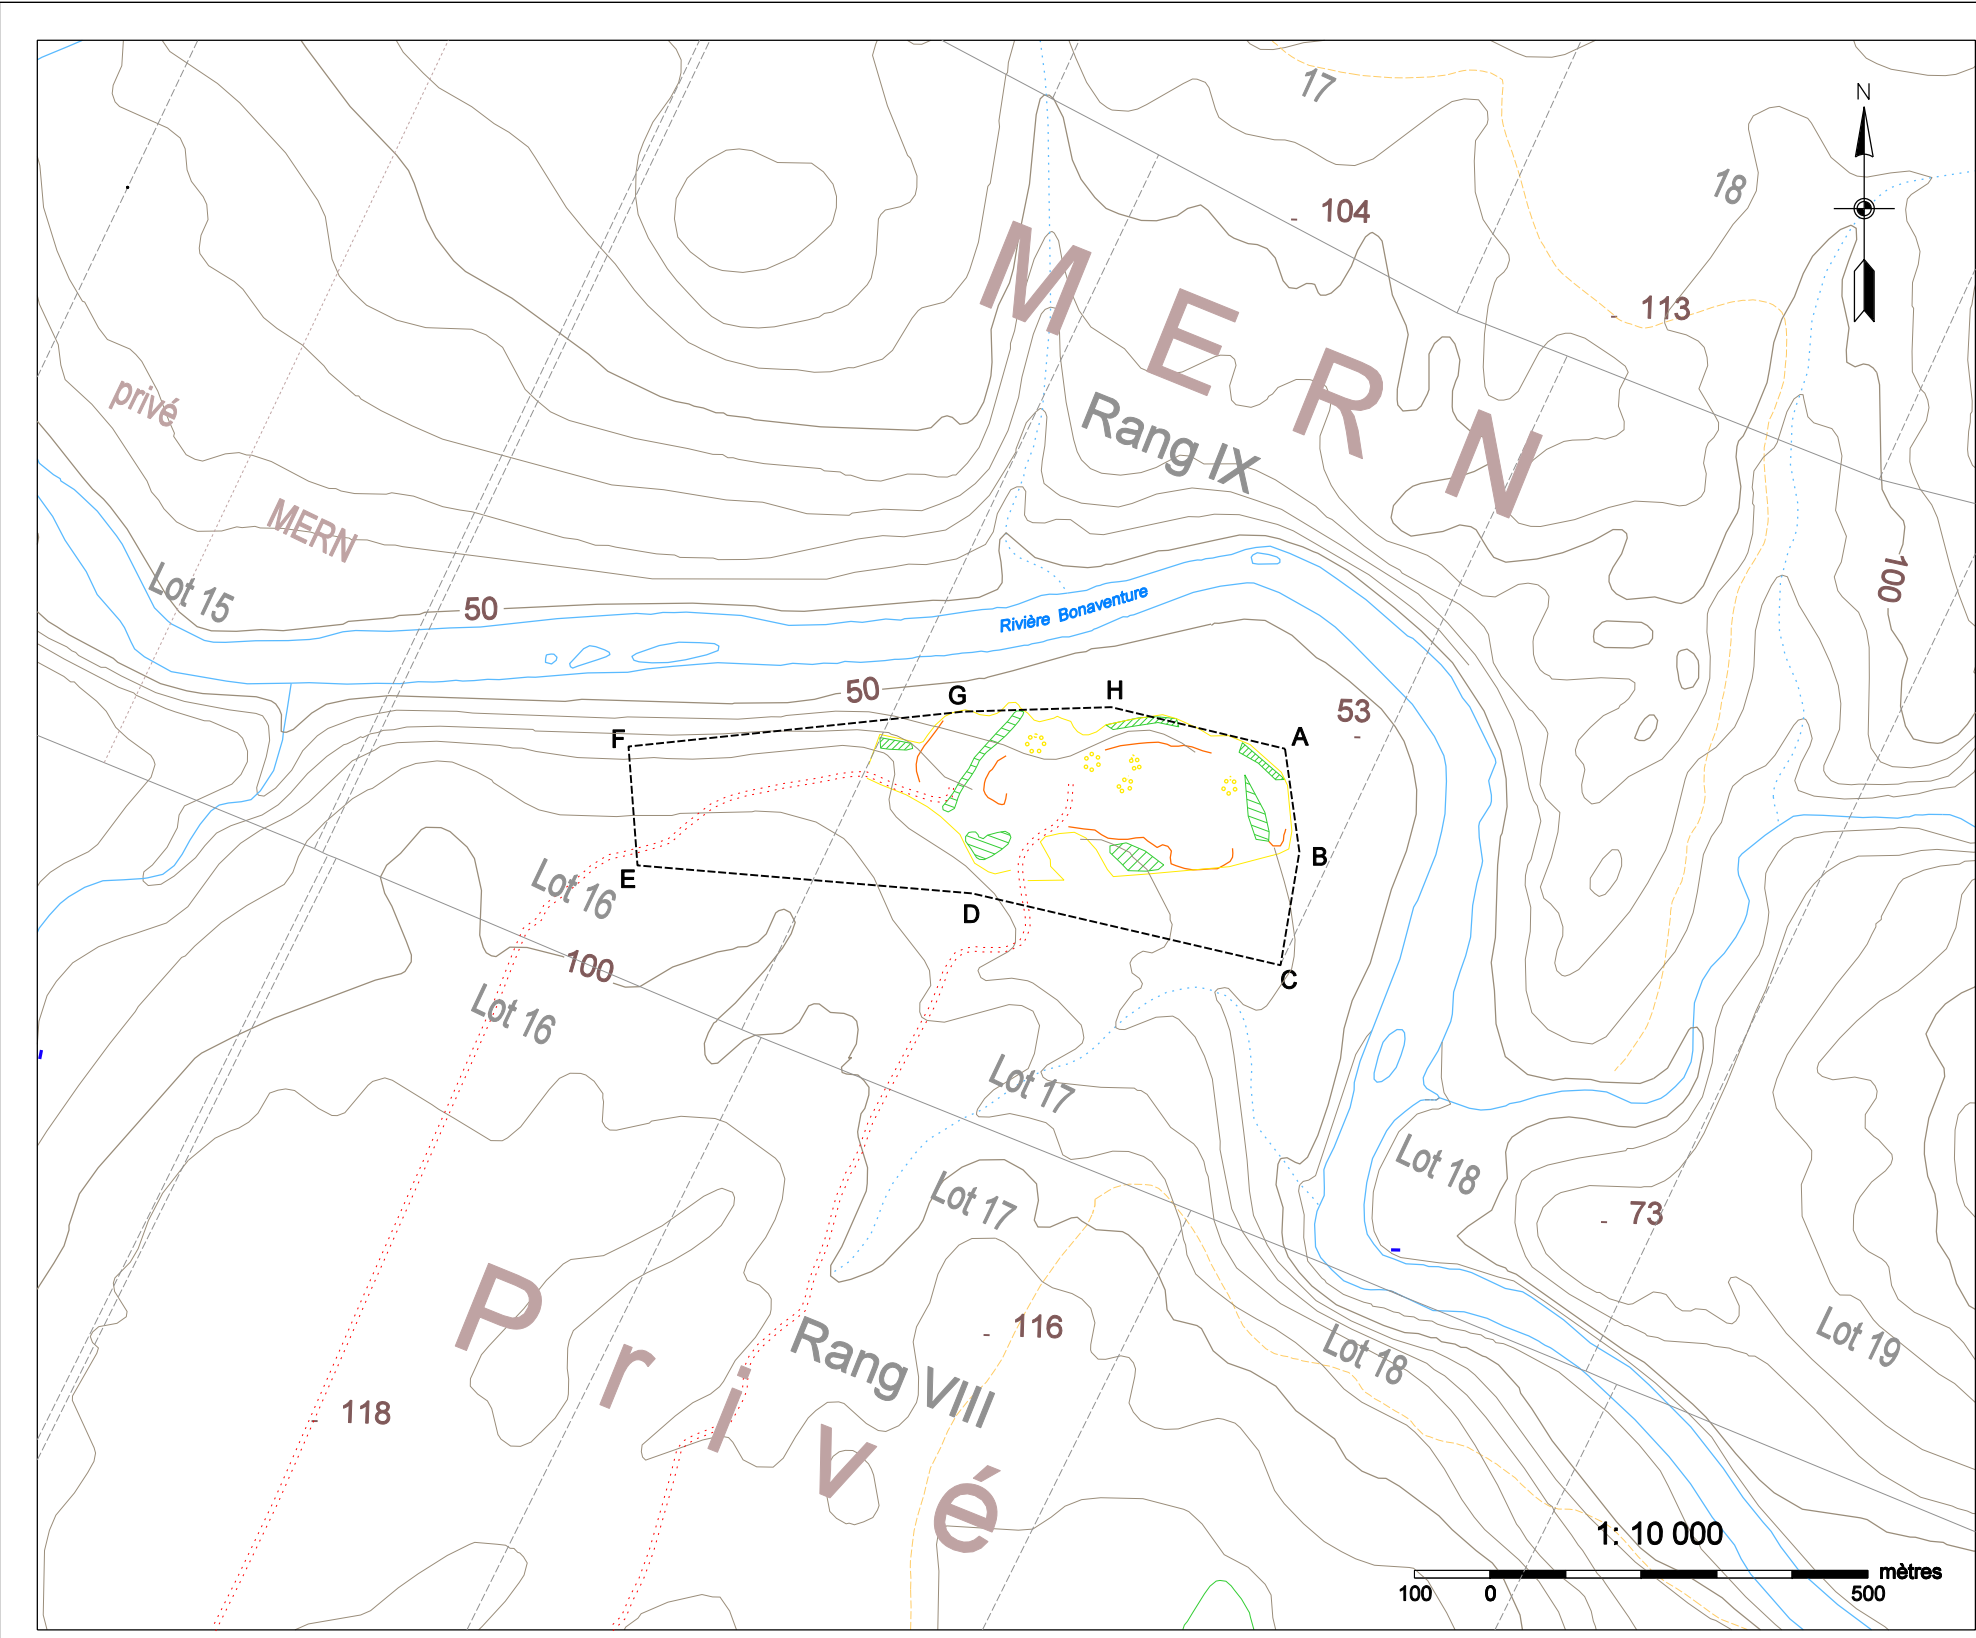 17
N
18
104
113
M E R N
privé
Rang IX
MERN
100
Lot 15
50
Rivière Bonaventure
50
G
H
53
F
A
B
E
Lot 16
D
100
C
Lot 16
Lot 17
Lot 18
Lot 17
73
116
Lot 19
Rang VIII
Lot 18
118
P r i v é
1: 10 000
mètres
100 0 500